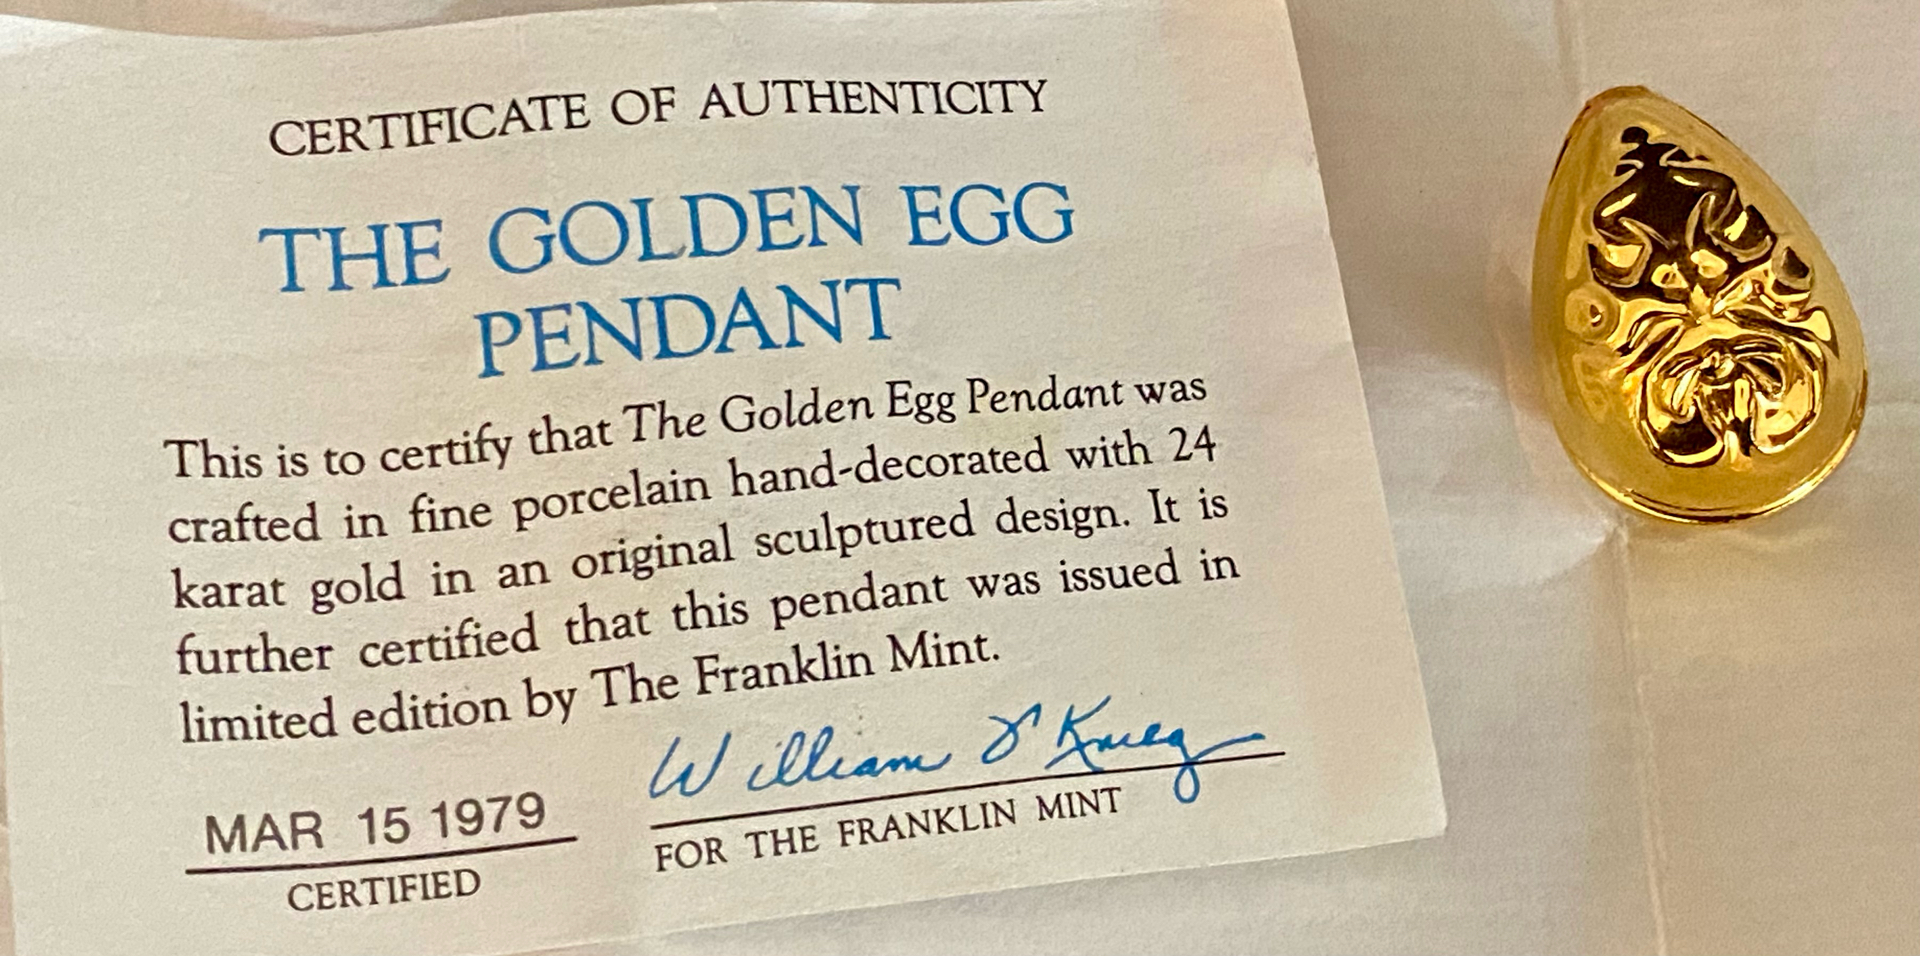 CERTIFICATE OF AUTHENTICITY
THE GOLDEN EGG
PENDANT
This is to certify that The Golden Egg Pendant was
crafted in fine porcelain hand-decorated with 24
karat gold in an original sculptured design. It is
further certified that this pendant was issued in
limited edition by The Franklin Mint.
William
MAR 15 1979
CERTIFIED
FOR THE FRANKLIN MINT